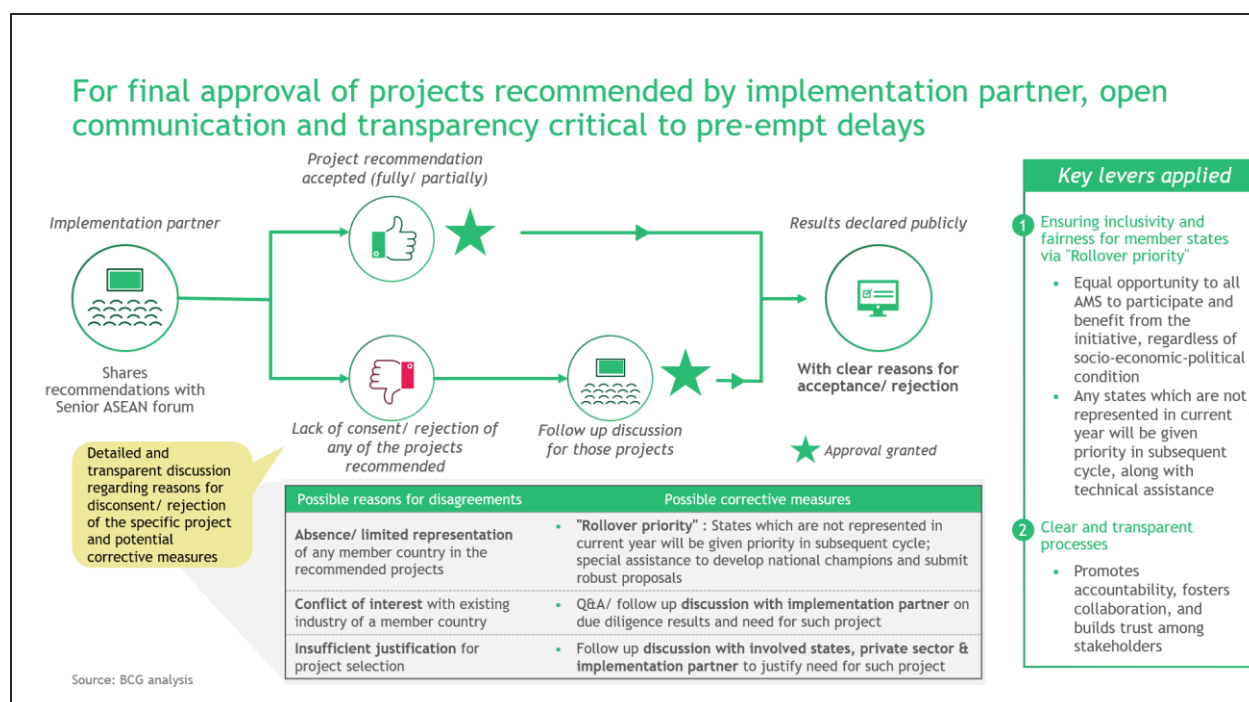 For final approval of projects recommended by implementation partner, open
communication and transparency critical to pre-empt delays
Project recommendation
accepted (fully/ partially)
Implementation partner
Shares
recommendations with
Senior ASEAN forum
Lack of consent/ rejection of
any of the projects
recommended
Follow up discussion
for those projects
Results declared publicly
With clear reasons for
acceptance/ rejection
Approval granted
Detailed and
transparent discussion
regarding reasons for
disconsent/ rejection
of the specific project
and potential
corrective measures
Possible reasons for disagreements
Possible corrective measures
Absence/ limited representation
of any member country in the
recommended projects
• "Rollover priority" : States which are not represented in
current year will be given priority in subsequent cycle;
special assistance to develop national champions and submit
robust proposals
Conflict of interest with existing
industry of a member country
• Q&A/ follow up discussion with implementation partner on
due diligence results and need for such project
Insufficient justification for
project selection
• Follow up discussion with involved states, private sector &
implementation partner to justify need for such project
Key levers applied
1 Ensuring inclusivity and
fairness for member states
via "Rollover priority"
• Equal opportunity to all
AMS to participate and
benefit from the
initiative, regardless of
socio-economic-political
condition
• Any states which are not
represented in current
year will be given
priority in subsequent
cycle, along with
technical assistance
2 Clear and transparent
processes
• Promotes
accountability, fosters
collaboration, and
builds trust among
stakeholders
Source: BCG analysis